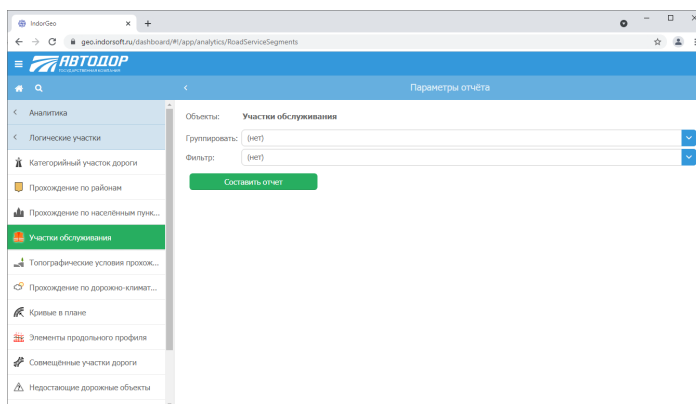 IndorGeo
geo.indorsoft.ru/dashboard/#!/app/analytics/RoadServiceSegments
АВТОДОР
ГОСУДАРСТВЕННАЯ КОМПАНИЯ
Параметры отчёта
Аналитика
Логические участки
Категорийный участок дороги
Прохождение по районам
Прохождение по населённым пунк...
Участки обслуживания
Топографические условия прохож...
Прохождение по дорожно-климат...
Кривые в плане
Элементы продольного профиля
Совмещённые участки дороги
Недостающие дорожные объекты
Объекты: Участки обслуживания
Группировать: (нет)
Фильтр: (нет)
Составить отчет